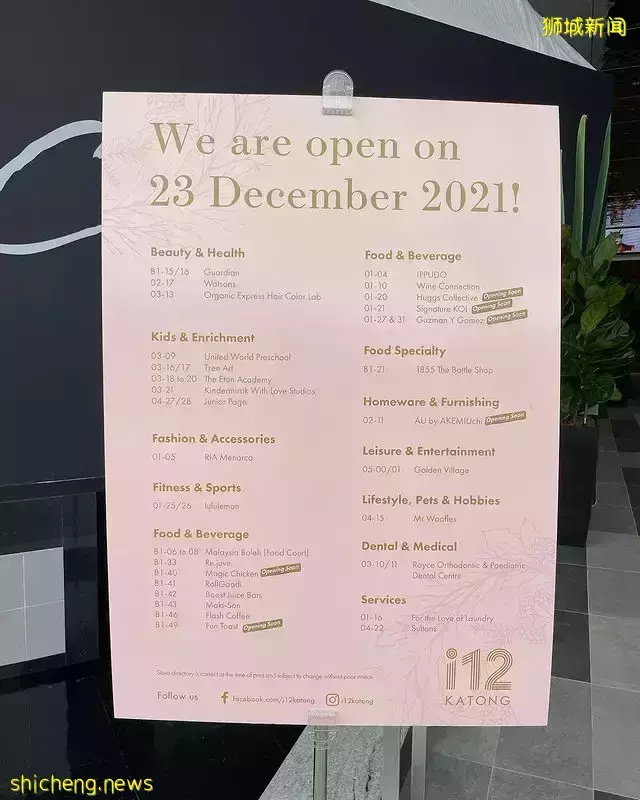 狮城新闻
We are open on
23 December 2021!
Beauty & Health
B1-15/16 Guardian
02-17 Watsons
03-13 Organic Express Hair Color Lab
Kids & Enrichment
03-09 United World Preschool
03-16/17 Tree Art
03-18 to 20 The Eton Academy
03-21 Kindermusik With Love Studios
04-27/28 Junior Page
Fashion & Accessories
01-05 RIA Menorca
Fitness & Sports
01-25/26 lululemon
Food & Beverage
B1-06 to 08 Malaysia Boleh (Food Court)
B1-33 Re.juve
B1-40 Magic Chicken Opening Soon
B1-41 RollGaadi
B1-42 Boost Juice Bars
B1-43 Maki-San
B1-46 Flash Coffee
B1-49 Fun Toast Opening Soon
Food & Beverage
01-04 IPPUDO
01-10 Wine Connection
01-20 Huggs Collective Opening Soon
01-21 Signature KOI Opening Soon
01-27 & 31 Guzman Y Gomez Opening Soon
Food Specialty
B1-21 1855 The Bottle Shop
Homeware & Furnishing
02-11 AU by AKEMIUchi Opening Soon
Leisure & Entertainment
05-00/01 Golden Village
Lifestyle, Pets & Hobbies
04-15 Mr Woofles
Dental & Medical
03-10/11 Royce Orthodontic & Paediatric
Dental Centre
Services
01-16 For the Love of Laundry
04-22 Sultans
Store directory is correct at the time of print and subject to change without prior notice.
Follow us facebook.com/i12katong i12katong
i12
KATONG
shicheng.news